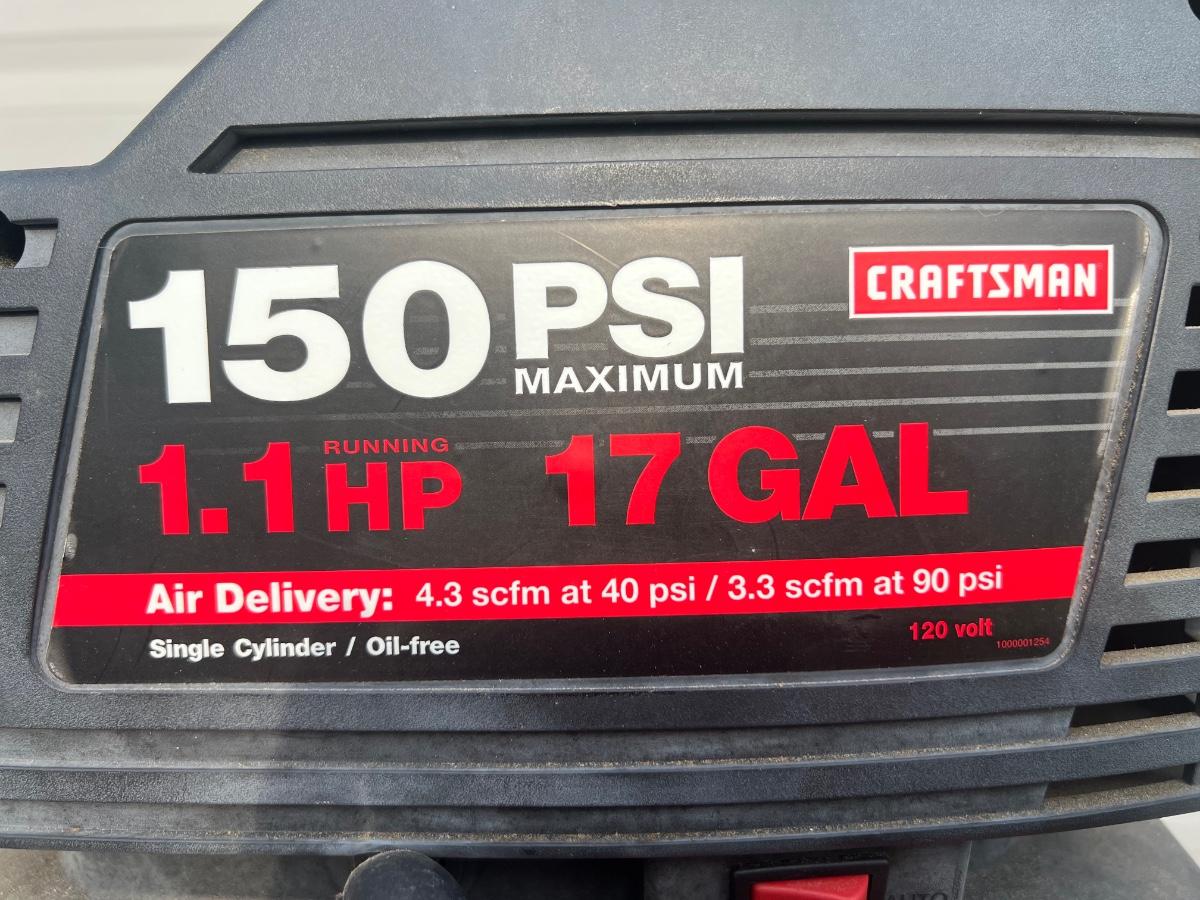 150 PSI
MAXIMUM
CRAFTSMAN
RUNNING
1.1 HP 17 GAL
Air Delivery: 4.3 scfm at 40 psi / 3.3 scfm at 90 psi
Single Cylinder / Oil-free
120 volt
1000001254
AUTO